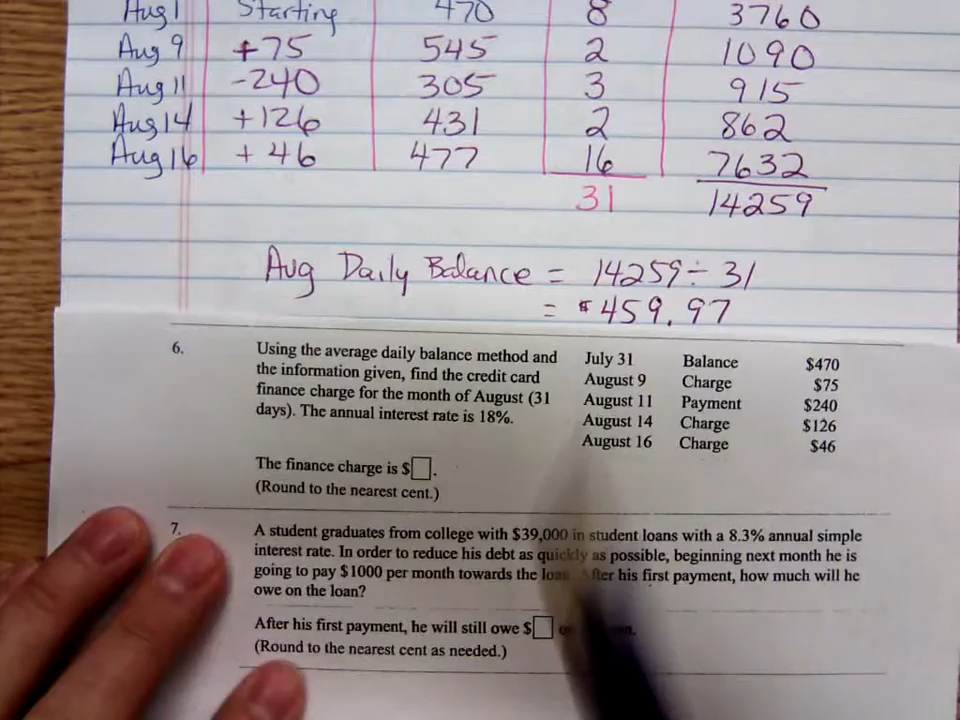 Aug 1 Starting 470 8 3760
Aug 9 +75 545 2 1090
Aug 11 -240 305 3 915
Aug 14 +126 431 2 862
Aug 16 + 46 477 16 7632
31 14259
Aug Daily Balance = 14259 ÷ 31
= $459.97
6. Using the average daily balance method and July 31 Balance $470
the information given, find the credit card August 9 Charge $75
finance charge for the month of August (31 August 11 Payment $240
days). The annual interest rate is 18%. August 14 Charge $126
August 16 Charge $46
The finance charge is $
(Round to the nearest cent.)
7. A student graduates from college with $39,000 in student loans with a 8.3% annual simple
interest rate. In order to reduce his debt as quickly as possible, beginning next month he is
going to pay $1000 per month towards the loan. After his first payment, how much will he
owe on the loan?
After his first payment, he will still owe $
(Round to the nearest cent as needed.)